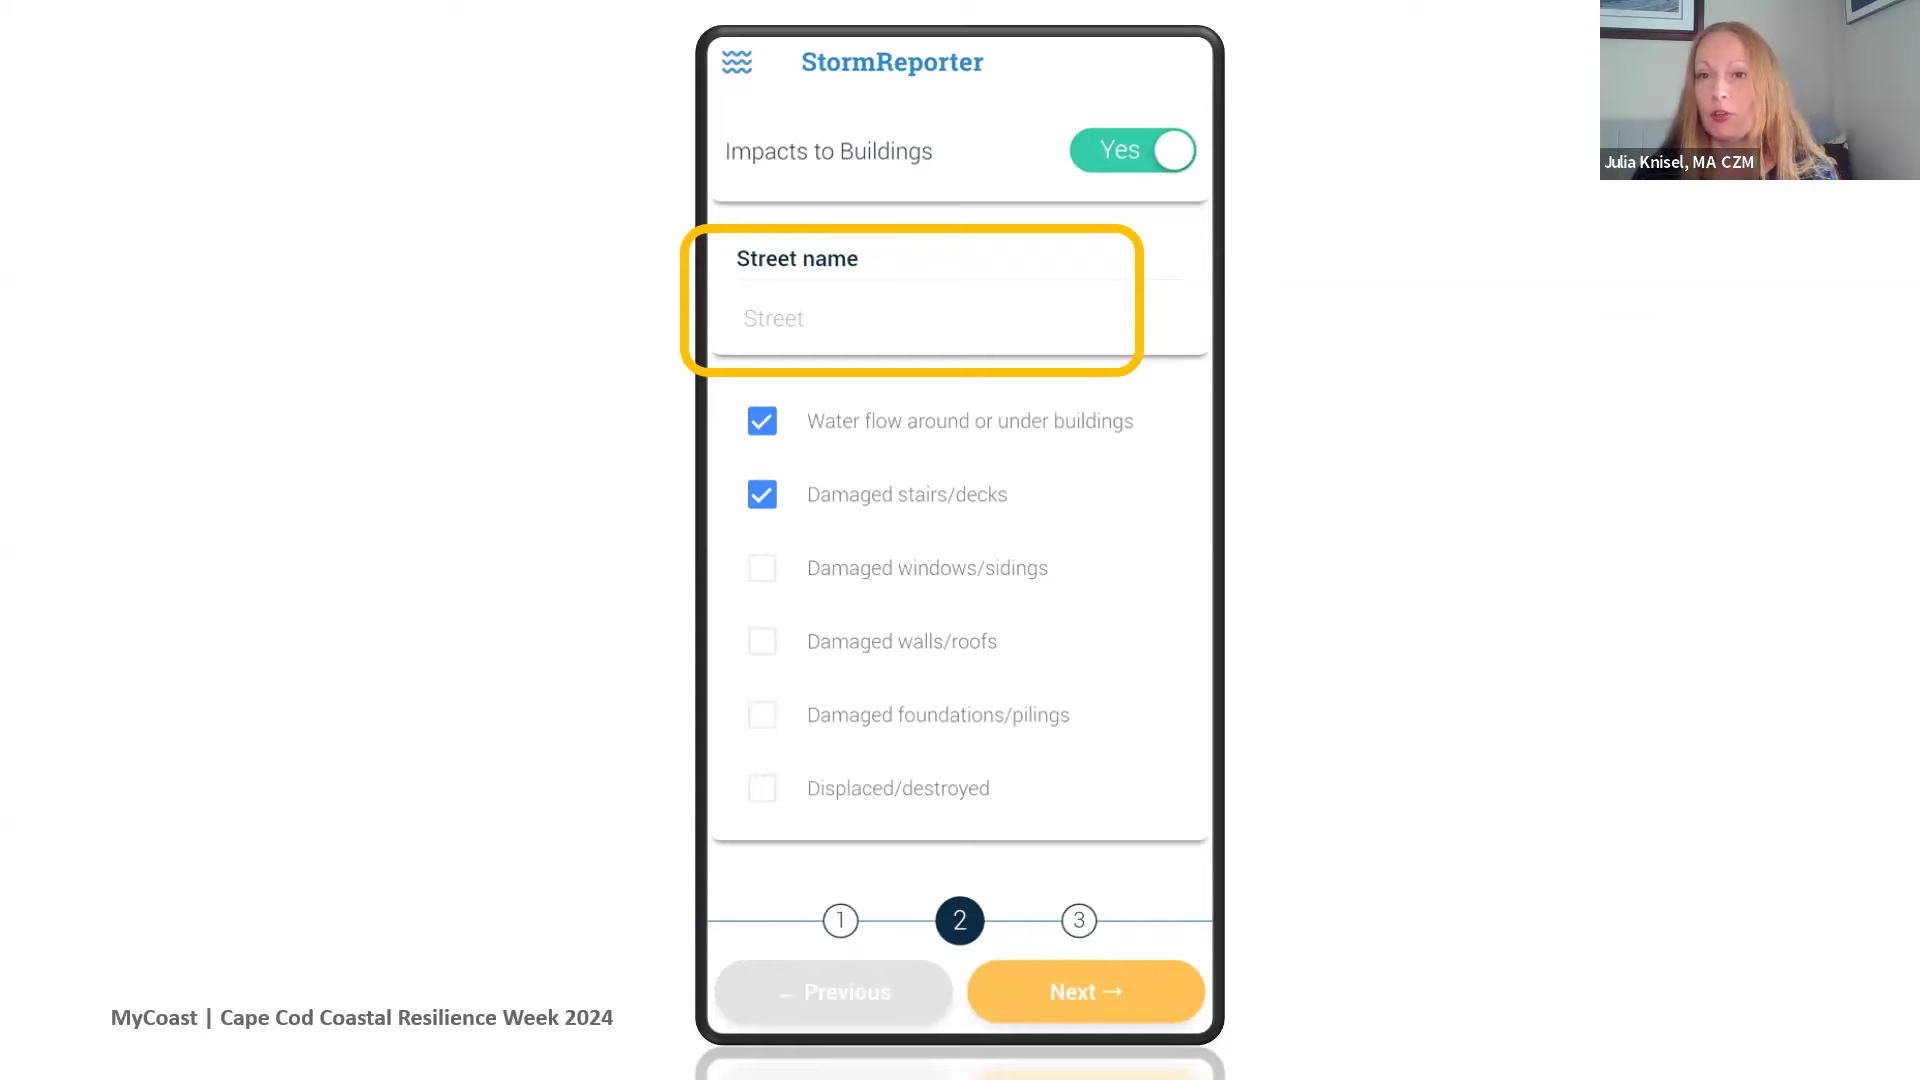 StormReporter
Impacts to Buildings
Yes
Street name
Street
Water flow around or under buildings
Damaged stairs/decks
Damaged windows/sidings
Damaged walls/roofs
Damaged foundations/pilings
Displaced/destroyed
1 2 3
← Previous
Next →
MyCoast | Cape Cod Coastal Resilience Week 2024
Julia Knisel, MA CZM